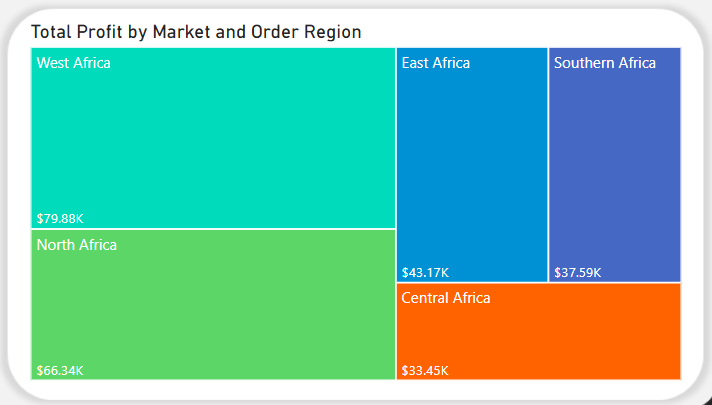 Total Profit by Market and Order Region
West Africa
$79.88K
North Africa
$66.34K
East Africa
$43.17K
Southern Africa
$37.59K
Central Africa
$33.45K